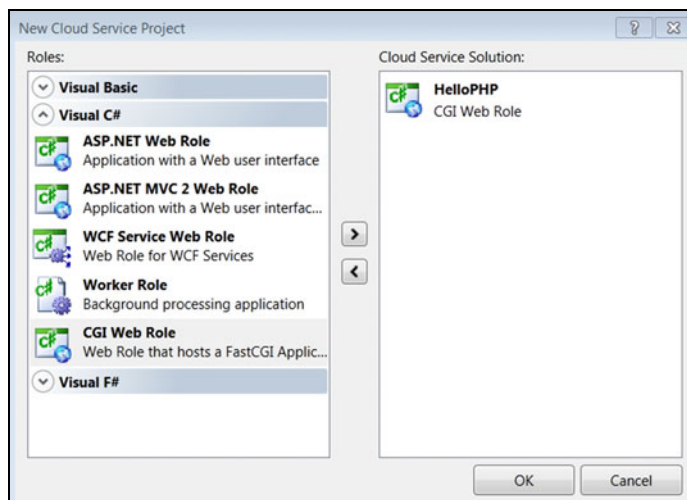 New Cloud Service Project
Roles:
Visual Basic
Visual C#
ASP.NET Web Role
Application with a Web user interface
ASP.NET MVC 2 Web Role
Application with a Web user interfac...
WCF Service Web Role
Web Role for WCF Services
Worker Role
Background processing application
CGI Web Role
Web Role that hosts a FastCGI Applic...
Visual F#
Cloud Service Solution:
HelloPHP
CGI Web Role
OK
Cancel